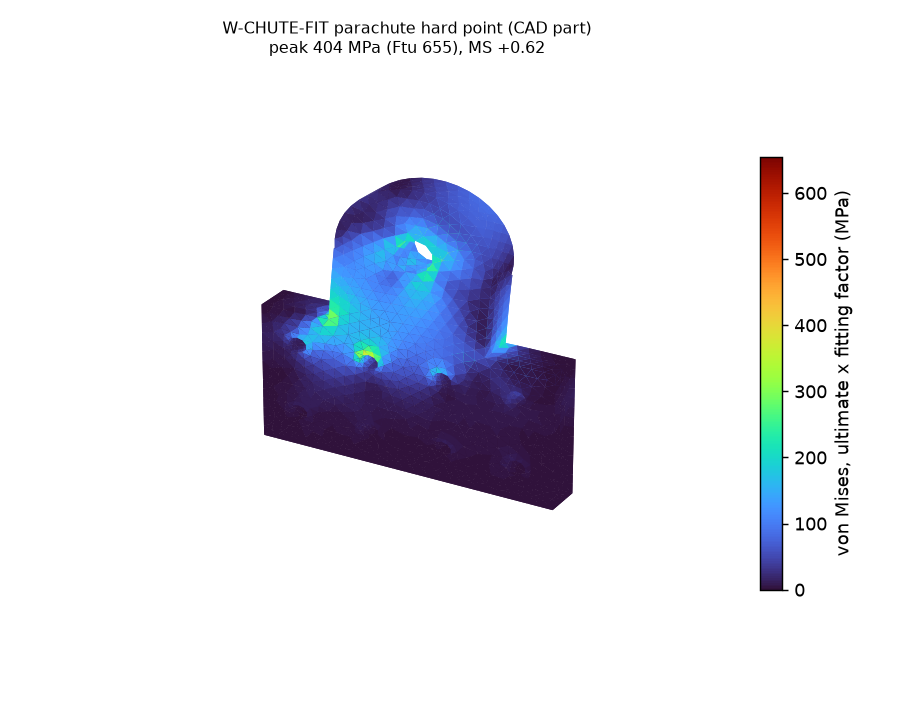 W-CHUTE-FIT parachute hard point (CAD part)
peak 404 MPa (Ftu 655), MS +0.62
600
500
400
300
200
100
0
von Mises, ultimate x fitting factor (MPa)